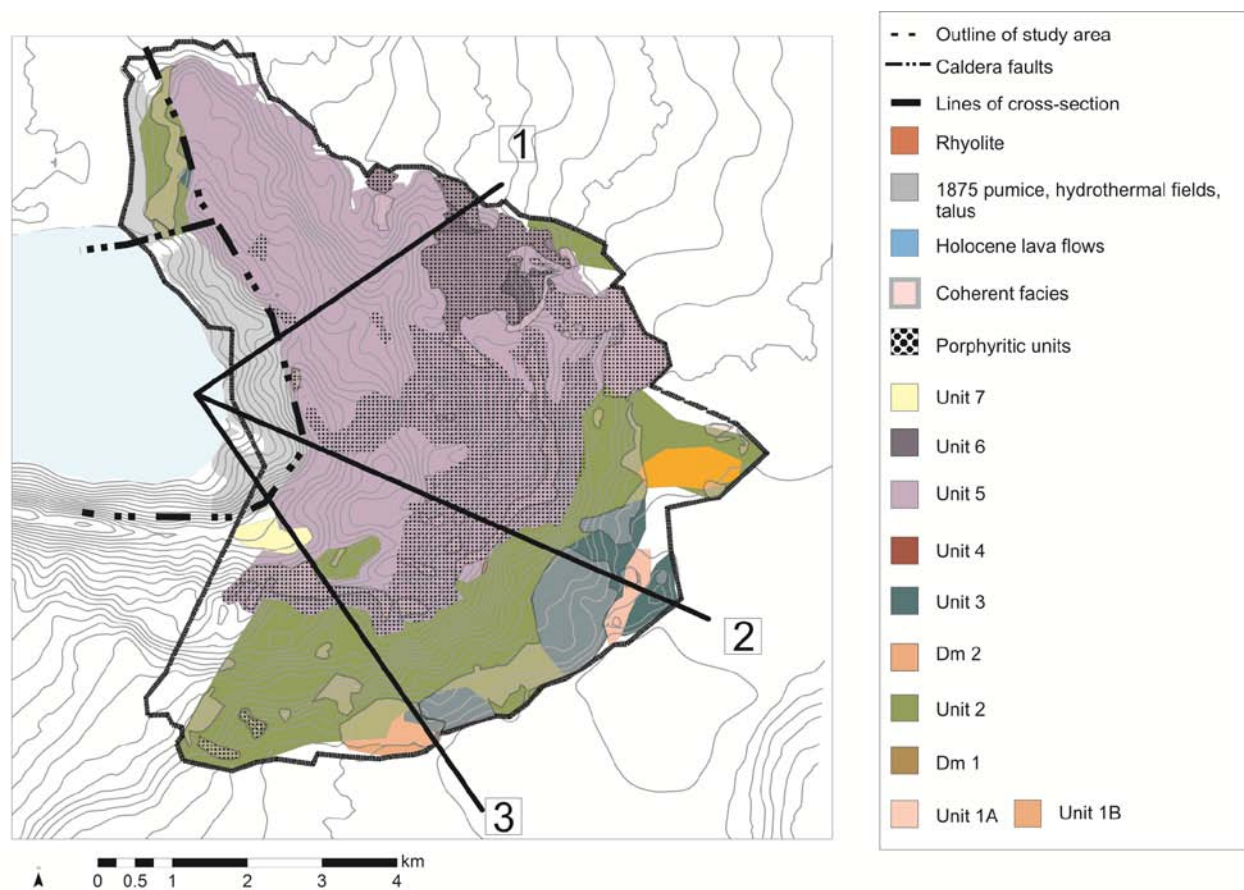 1
2
3
km
0 0.5 1 2 3 4
Outline of study area
Caldera faults
Lines of cross-section
Rhyolite
1875 pumice, hydrothermal fields,
talus
Holocene lava flows
Coherent facies
Porphyritic units
Unit 7
Unit 6
Unit 5
Unit 4
Unit 3
Dm 2
Unit 2
Dm 1
Unit 1A Unit 1B